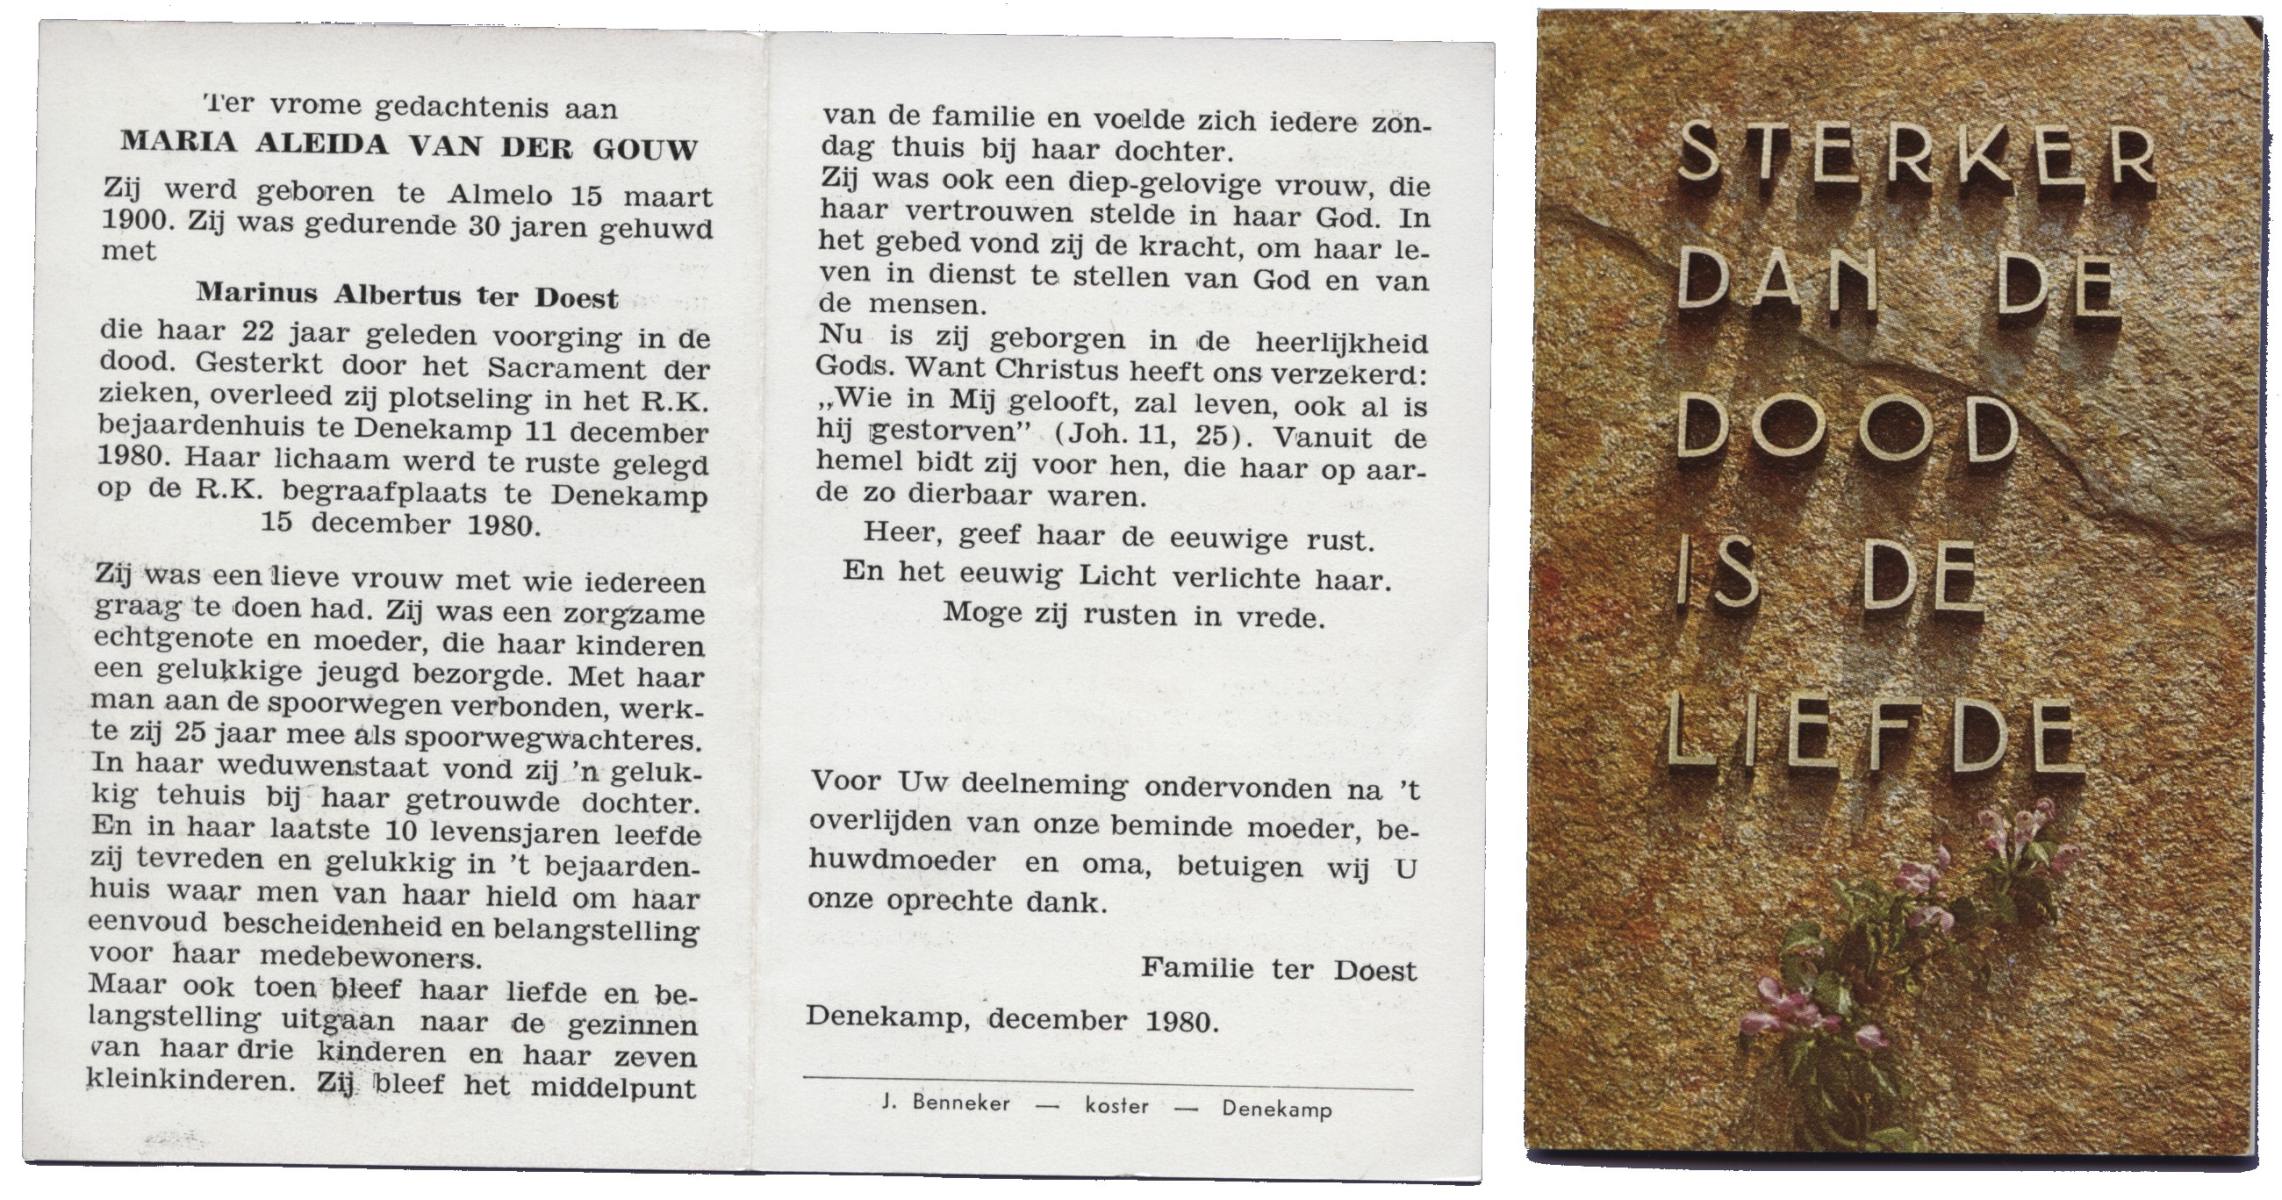 Ter vrome gedachtenis aan
MARIA ALEIDA VAN DER GOUW
Zij werd geboren te Almelo 15 maart
1900. Zij was gedurende 30 jaren gehuwd
met
Marinus Albertus ter Doest
die haar 22 jaar geleden voorging in de
dood. Gesterkt door het Sacrament der
zieken, overleed zij plotseling in het R.K.
bejaardenhuis te Denekamp 11 december
1980. Haar lichaam werd te ruste gelegd
op de R.K. begraafplaats te Denekamp
15 december 1980.
Zij was een lieve vrouw met wie iedereen
graag te doen had. Zij was een zorgzame
echtgenote en moeder, die haar kinderen
een gelukkige jeugd bezorgde. Met haar
man aan de spoorwegen verbonden, werk-
te zij 25 jaar mee als spoorwegwachteres.
In haar weduwenstaat vond zij 'n geluk-
kig tehuis bij haar getrouwde dochter.
En in haar laatste 10 levensjaren leefde
zij tevreden en gelukkig in 't bejaarden-
huis waar men van haar hield om haar
eenvoud bescheidenheid en belangstelling
voor haar medebewoners.
Maar ook toen bleef haar liefde en be-
langstelling uitgaan naar de gezinnen
van haar drie kinderen en haar zeven
kleinkinderen. Zij bleef het middelpunt
van de familie en voelde zich iedere zon-
dag thuis bij haar dochter.
Zij was ook een diep-gelovige vrouw, die
haar vertrouwen stelde in haar God. In
het gebed vond zij de kracht, om haar le-
ven in dienst te stellen van God en van
de mensen.
Nu is zij geborgen in de heerlijkheid
Gods. Want Christus heeft ons verzekerd:
„Wie in Mij gelooft, zal leven, ook al is
hij gestorven” (Joh. 11, 25). Vanuit de
hemel bidt zij voor hen, die haar op aar-
de zo dierbaar waren.
Heer, geef haar de eeuwige rust.
En het eeuwig Licht verlichte haar.
Moge zij rusten in vrede.
Voor Uw deelneming ondervonden na 't
overlijden van onze beminde moeder, be-
huwdmoeder en oma, betuigen wij U
onze oprechte dank.
Familie ter Doest
Denekamp, december 1980.
J. Benneker — koster — Denekamp
STERKER
DAN DE
DOOD
IS DE
LIEFDE